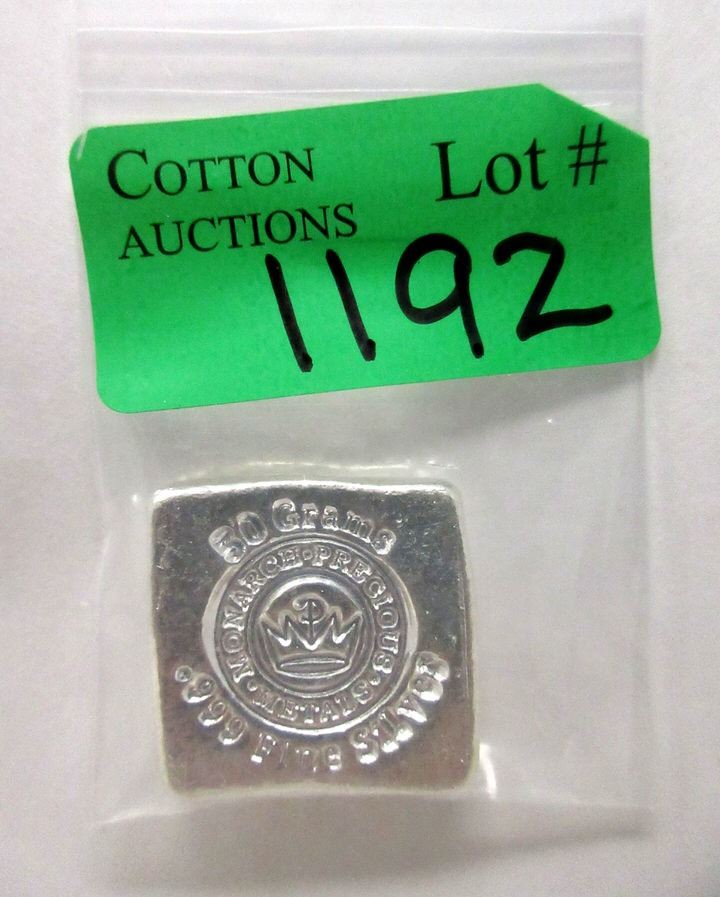 COTTON
AUCTIONS
Lot #
1192
50 Grams
MONARCH·PRECIOUS
·METALS·
.999 Fine Silver